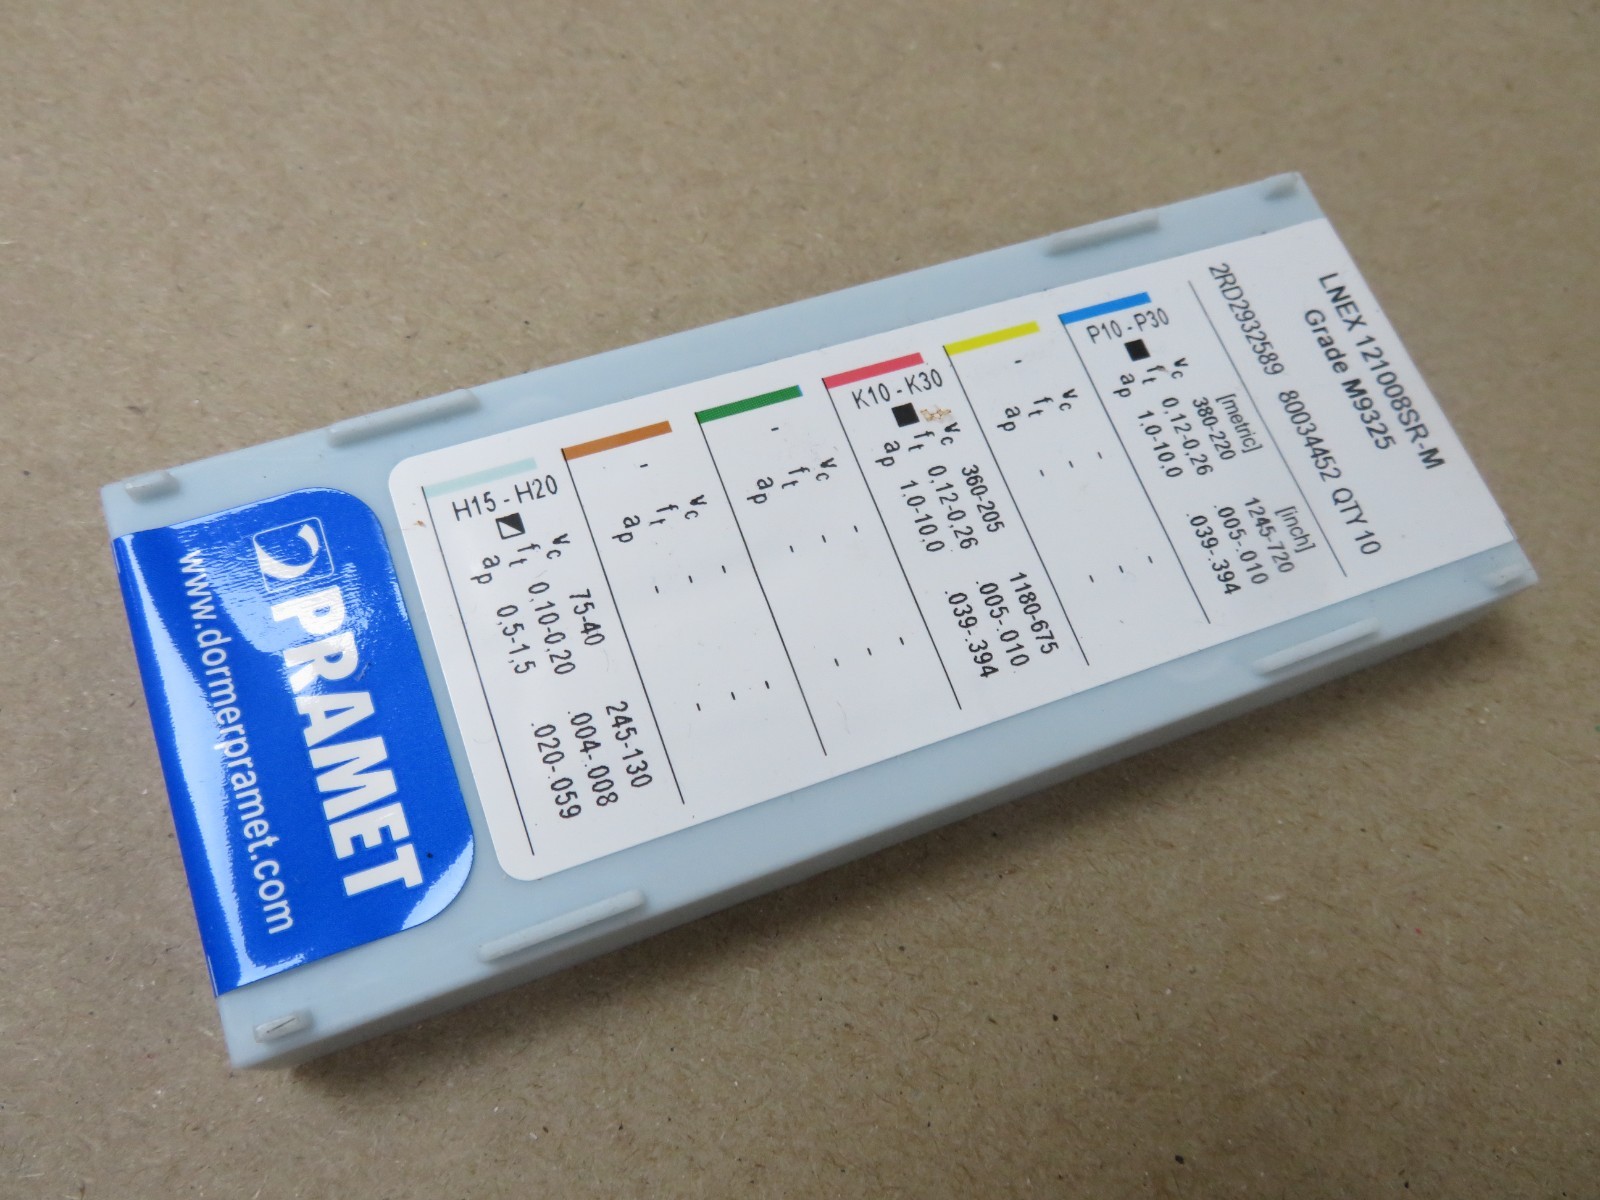 LNEX 121008SR-M
Grade M9325
2RD2932589 80034452 QTY 10
[metric] [inch]
P10-P30 vc 380-220 1245-720
ft 0,12-0,26 .005-.010
ap 1.0-10.0 .039-.394
- vc - -
ft - -
ap - -
K10-K30 vc 360-205 1180-675
ft 0,12-0,26 .005-.010
ap 1.0-10.0 .039-.394
- vc - -
ft - -
ap - -
- vc - -
ft - -
ap - -
H15-H20 vc 75-40 245-130
ft 0,10-0.20 .004-.008
ap 0,5-1,5 .020-.059
PRAMET
www.dormerpramet.com